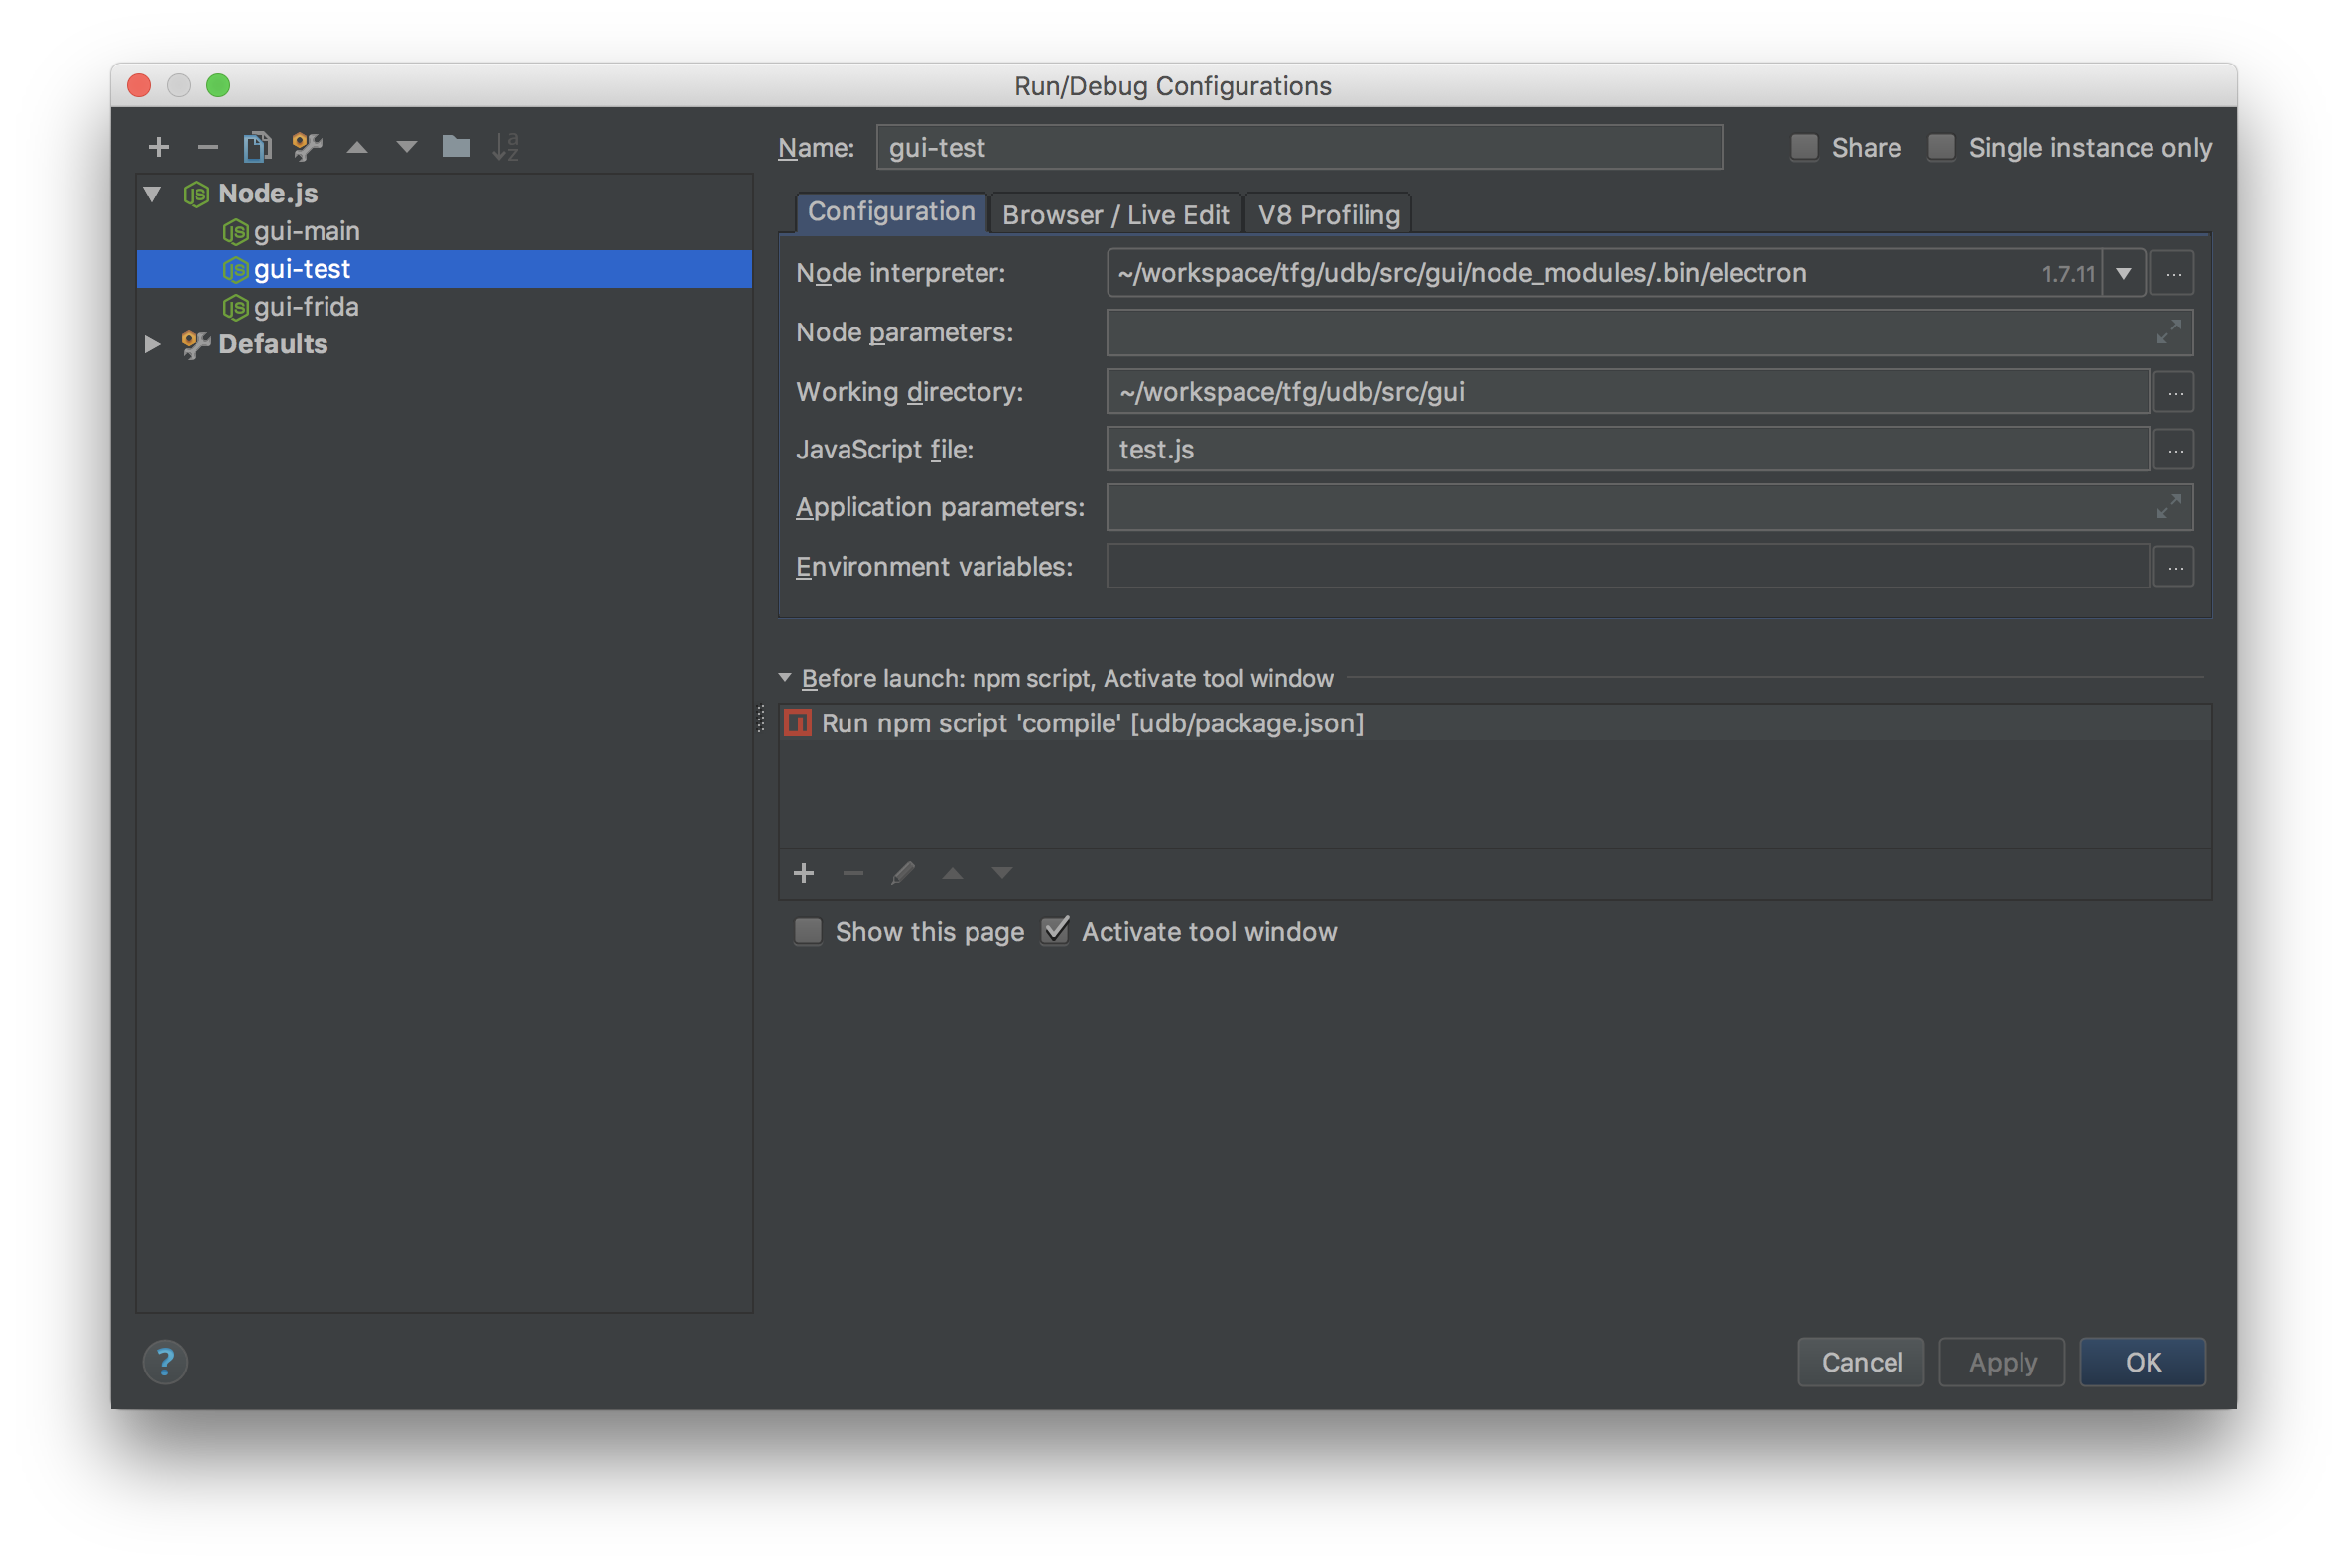 Run/Debug Configurations
Name: gui-test Share Single instance only
Node.js
gui-main
gui-test
gui-frida
Defaults
Configuration Browser / Live Edit V8 Profiling
Node interpreter: ~/workspace/tfg/udb/src/gui/node_modules/.bin/electron 1.7.11 ...
Node parameters:
Working directory: ~/workspace/tfg/udb/src/gui ...
JavaScript file: test.js ...
Application parameters:
Environment variables: ...
Before launch: npm script, Activate tool window
Run npm script 'compile' [udb/package.json]
Show this page Activate tool window
? Cancel Apply OK